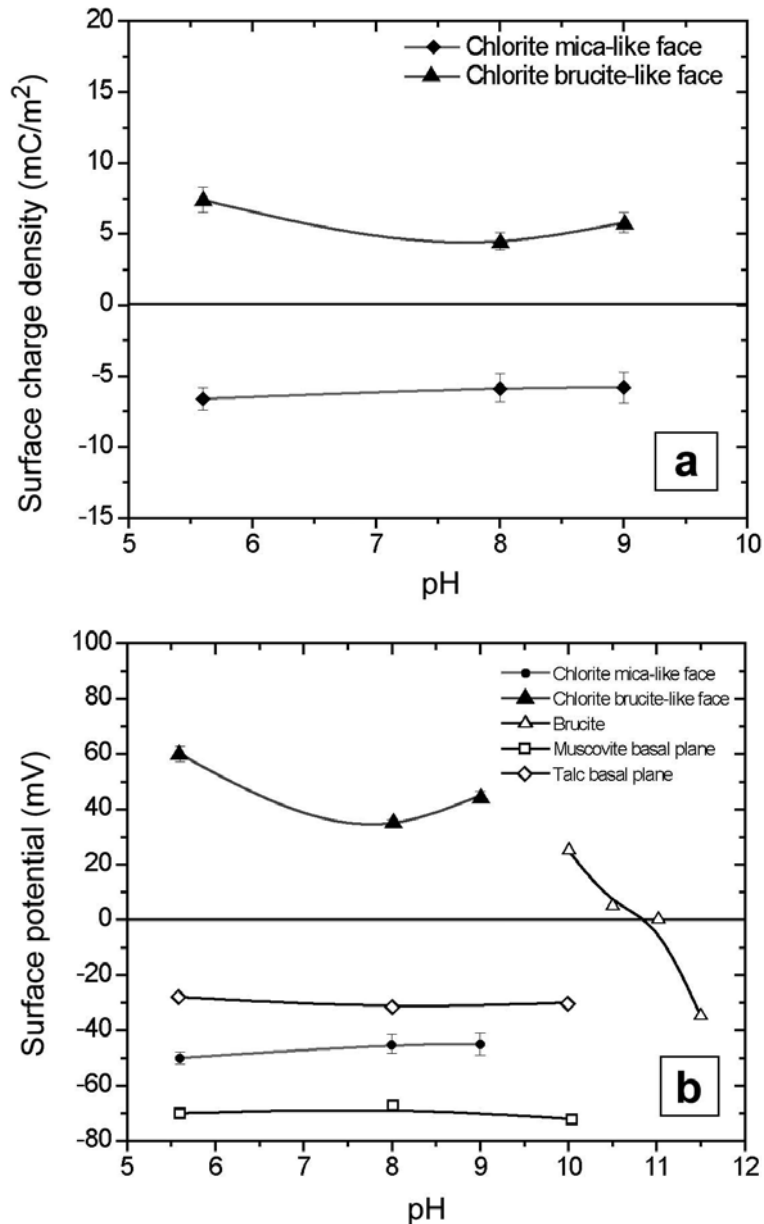 20
15
10
5
0
-5
-10
-15
Surface charge density (mC/m²)
Chlorite mica-like face
Chlorite brucite-like face
a
5 6 7 8 9 10
pH
100
80
60
40
20
0
-20
-40
-60
-80
Surface potential (mV)
Chlorite mica-like face
Chlorite brucite-like face
Brucite
Muscovite basal plane
Talc basal plane
b
5 6 7 8 9 10 11 12
pH